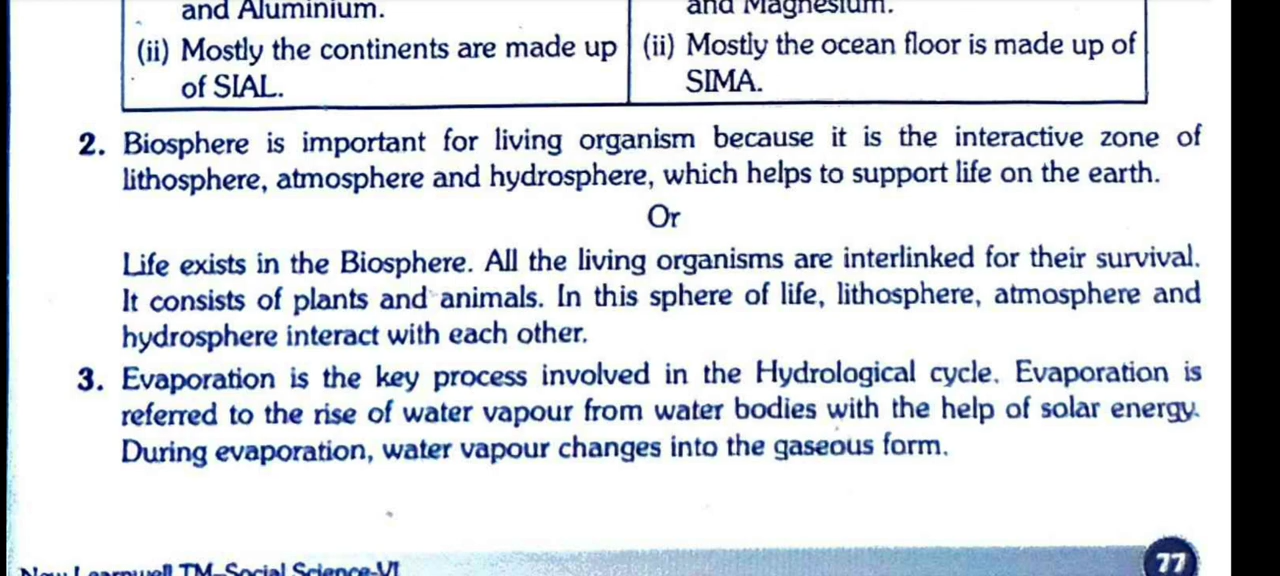 and Aluminium.
and Magnesium.
(ii) Mostly the continents are made up
of SIAL.
(ii) Mostly the ocean floor is made up of
SIMA.
2. Biosphere is important for living organism because it is the interactive zone of
lithosphere, atmosphere and hydrosphere, which helps to support life on the earth.
Or
Life exists in the Biosphere. All the living organisms are interlinked for their survival.
It consists of plants and animals. In this sphere of life, lithosphere, atmosphere and
hydrosphere interact with each other.
3. Evaporation is the key process involved in the Hydrological cycle. Evaporation is
referred to the rise of water vapour from water bodies with the help of solar energy.
During evaporation, water vapour changes into the gaseous form.
New Learnwell TM–Social Science-VI
77